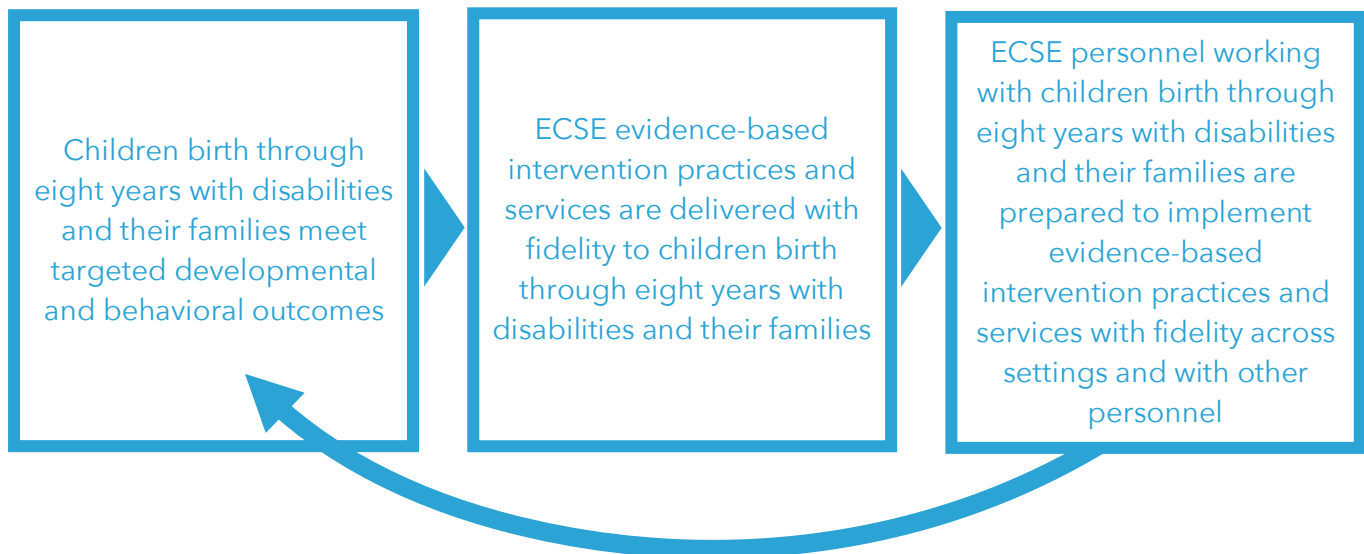 Children birth through
eight years with disabilities
and their families meet
targeted developmental
and behavioral outcomes
ECSE evidence-based
intervention practices and
services are delivered with
fidelity to children birth
through eight years with
disabilities and their families
ECSE personnel working
with children birth through
eight years with disabilities
and their families are
prepared to implement
evidence-based
intervention practices and
services with fidelity across
settings and with other
personnel